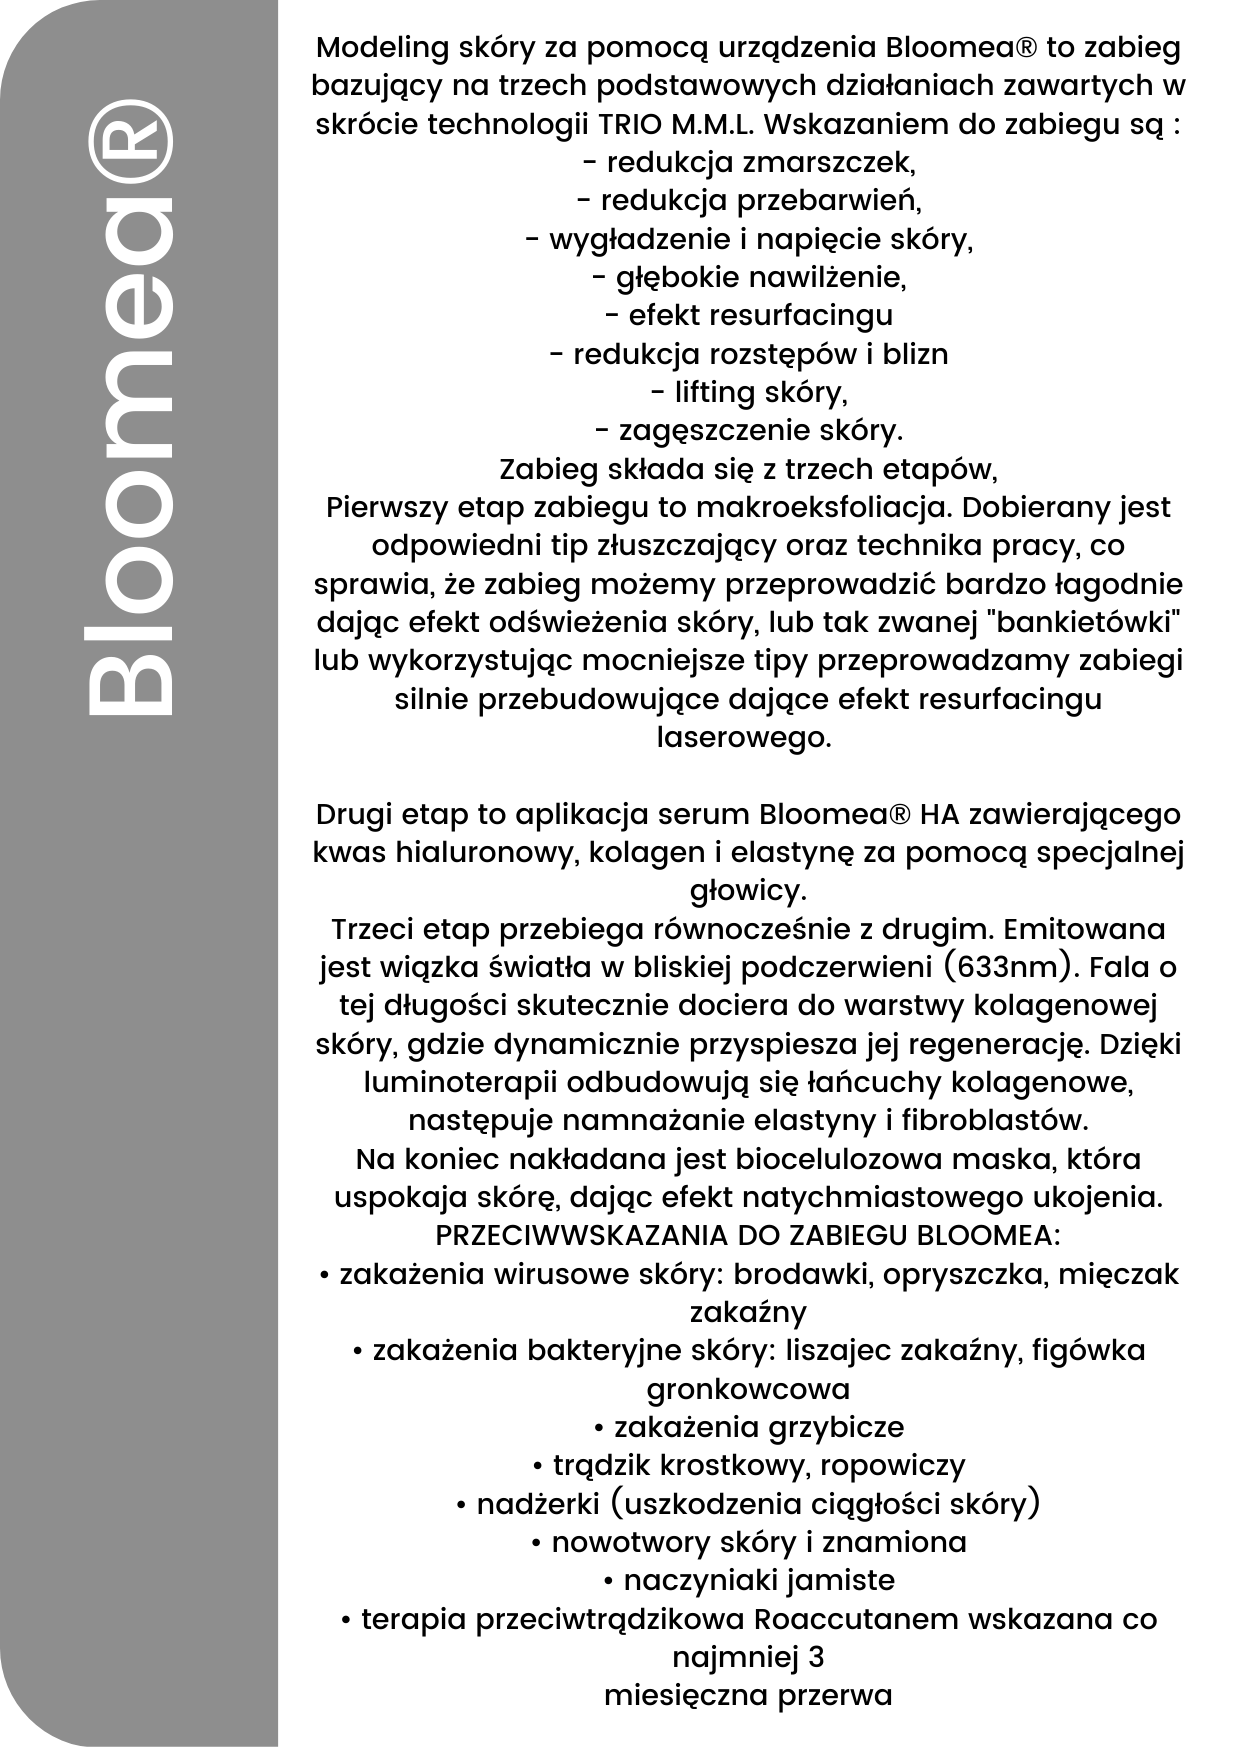 Bloomea®
Modeling skóry za pomocą urządzenia Bloomea® to zabieg
bazujący na trzech podstawowych działaniach zawartych w
skrócie technologii TRIO M.M.L. Wskazaniem do zabiegu są :
- redukcja zmarszczek,
- redukcja przebarwień,
- wygładzenie i napięcie skóry,
- głębokie nawilżenie,
- efekt resurfacingu
- redukcja rozstępów i blizn
- lifting skóry,
- zagęszczenie skóry.
Zabieg składa się z trzech etapów,
Pierwszy etap zabiegu to makroeksfoliacja. Dobierany jest
odpowiedni tip złuszczający oraz technika pracy, co
sprawia, że zabieg możemy przeprowadzić bardzo łagodnie
dając efekt odświeżenia skóry, lub tak zwanej "bankietówki"
lub wykorzystując mocniejsze tipy przeprowadzamy zabiegi
silnie przebudowujące dające efekt resurfacingu
laserowego.
Drugi etap to aplikacja serum Bloomea® HA zawierającego
kwas hialuronowy, kolagen i elastynę za pomocą specjalnej
głowicy.
Trzeci etap przebiega równocześnie z drugim. Emitowana
jest wiązka światła w bliskiej podczerwieni (633nm). Fala o
tej długości skutecznie dociera do warstwy kolagenowej
skóry, gdzie dynamicznie przyspiesza jej regenerację. Dzięki
luminoterapii odbudowują się łańcuchy kolagenowe,
następuje namnażanie elastyny i fibroblastów.
Na koniec nakładana jest biocelulozowa maska, która
uspokaja skórę, dając efekt natychmiastowego ukojenia.
PRZECIWWSKAZANIA DO ZABIEGU BLOOMEA:
• zakażenia wirusowe skóry: brodawki, opryszczka, mięczak
zakaźny
• zakażenia bakteryjne skóry: liszajec zakaźny, figówka
gronkowcowa
• zakażenia grzybicze
• trądzik krostkowy, ropowiczy
• nadżerki (uszkodzenia ciągłości skóry)
• nowotwory skóry i znamiona
• naczyniaki jamiste
• terapia przeciwtrądzikowa Roaccutanem wskazana co
najmniej 3
miesięczna przerwa